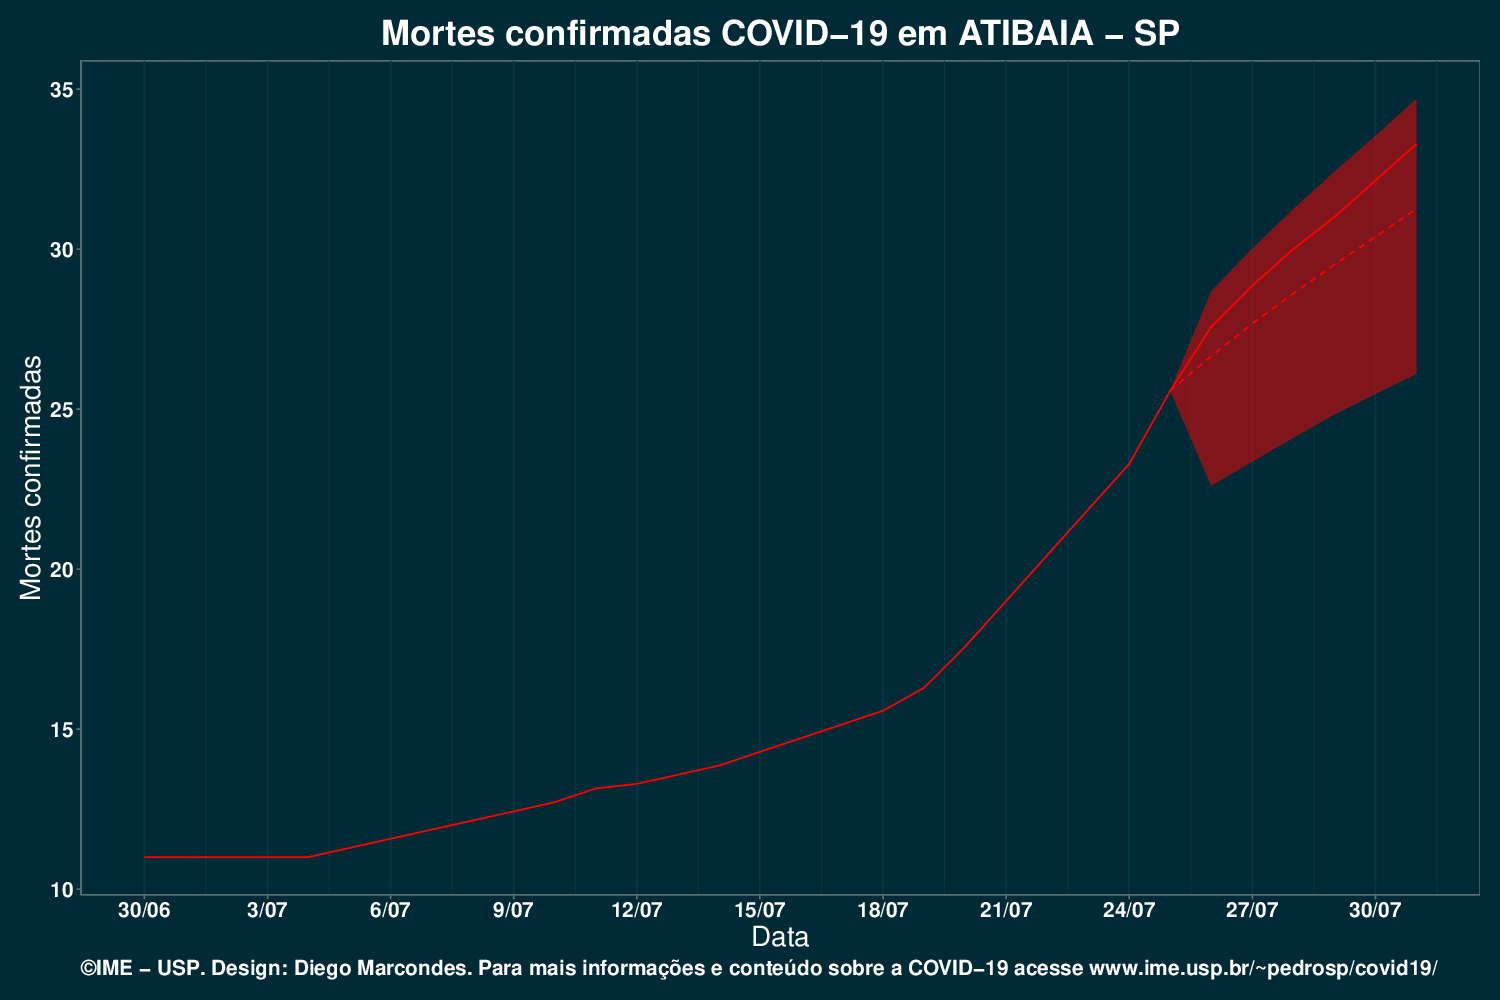 Mortes confirmadas COVID−19 em ATIBAIA − SP
Mortes confirmadas
35
30
25
20
15
10
30/06 3/07 6/07 9/07 12/07 15/07 18/07 21/07 24/07 27/07 30/07
Data
©IME − USP. Design: Diego Marcondes. Para mais informações e conteúdo sobre a COVID−19 acesse www.ime.usp.br/~pedrosp/covid19/